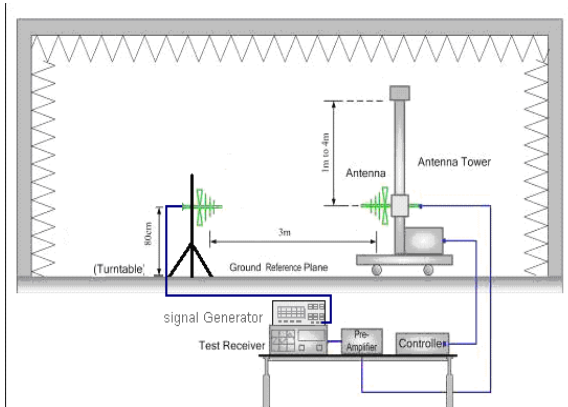 1m to 4m
Antenna Tower
Antenna
80cm
3m
(Turntable)
Ground Reference Plane
signal Generator
Test Receiver
Pre-
Amplifier
Controller